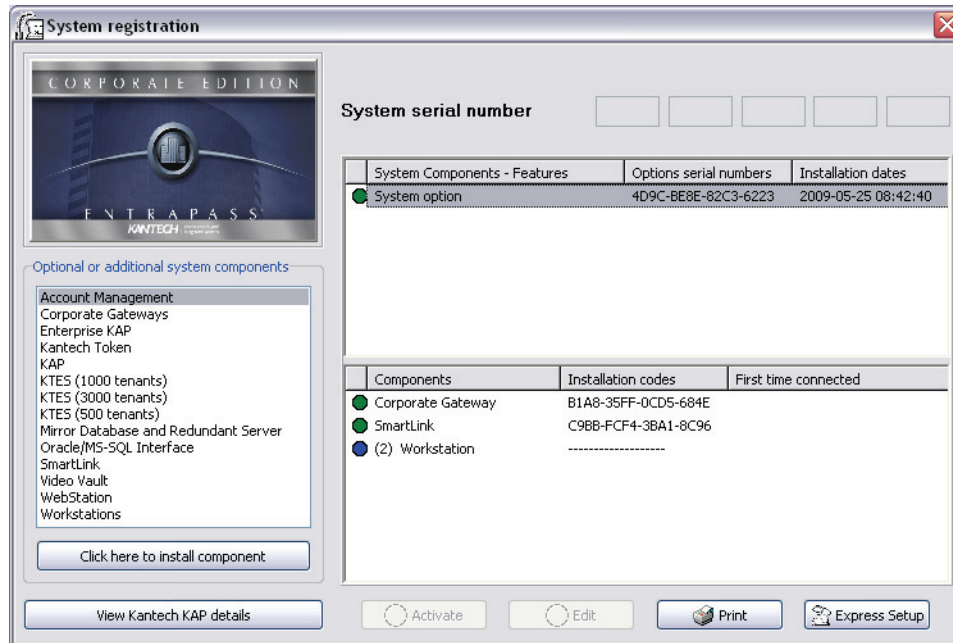 System registration
CORPORATE EDITION
ENTRAPASS
KANTECH
System serial number
System Components - Features Options serial numbers Installation dates
System option 4D9C-BE8E-82C3-6223 2009-05-25 08:42:40
Optional or additional system components
Account Management
Corporate Gateways
Enterprise KAP
Kantech Token
KAP
KTES (1000 tenants)
KTES (3000 tenants)
KTES (500 tenants)
Mirror Database and Redundant Server
Oracle/MS-SQL Interface
SmartLink
Video Vault
WebStation
Workstations
Click here to install component
View Kantech KAP details
Components Installation codes First time connected
Corporate Gateway B1A8-35FF-0CD5-684E
SmartLink C9BB-FCF4-3BA1-8C96
(2) Workstation -------------------
Activate
Edit
Print
Express Setup